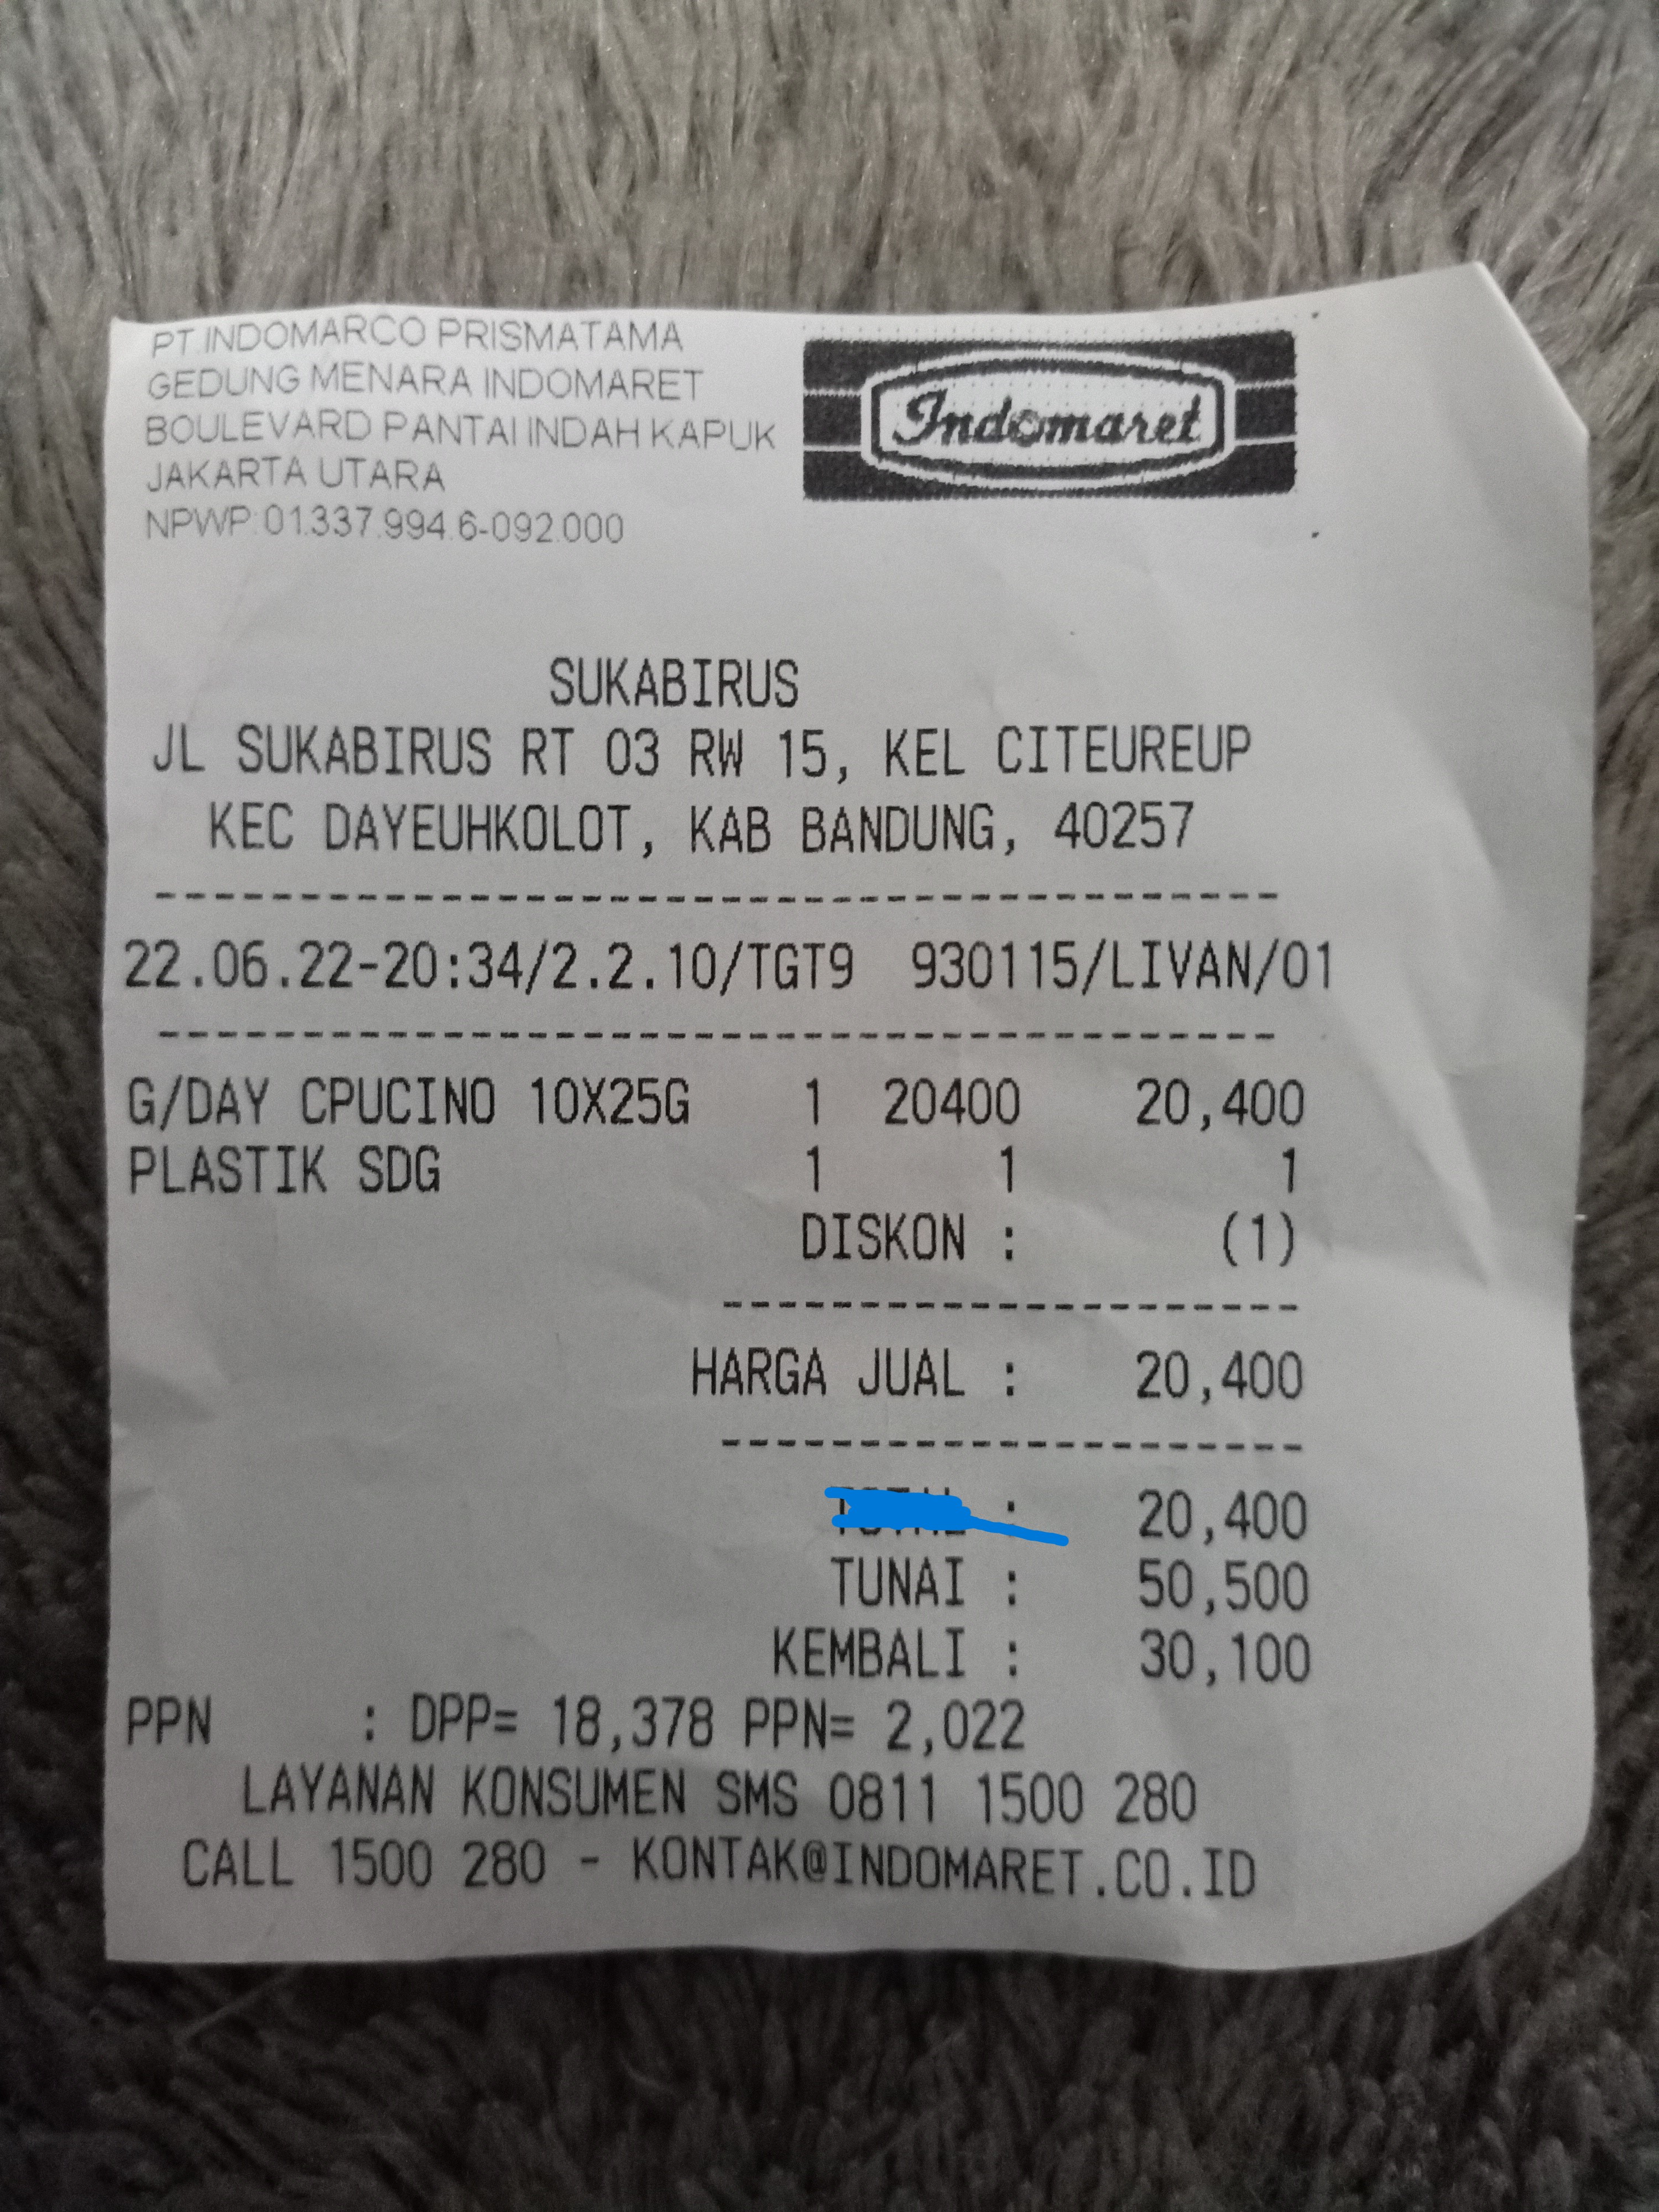 PT INDOMARCO PRISMATAMA
GEDUNG MENARA INDOMARET
BOULEVARD PANTAI INDAH KAPUK
JAKARTA UTARA
NPWP:01.337.994.6-092.000
Indomaret
SUKABIRUS
JL SUKABIRUS RT 03 RW 15, KEL CITEUREUP
KEC DAYEUHKOLOT, KAB BANDUNG, 40257
22.06.22-20:34/2.2.10/TGT9 930115/LIVAN/01
G/DAY CPUCINO 10X25G 1 20400 20,400
PLASTIK SDG 1 1 1
DISKON : (1)
HARGA JUAL : 20,400
: 20,400
TUNAI : 50,500
KEMBALI : 30,100
PPN : DPP= 18,378 PPN= 2,022
LAYANAN KONSUMEN SMS 0811 1500 280
CALL 1500 280 - KONTAK@INDOMARET.CO.ID